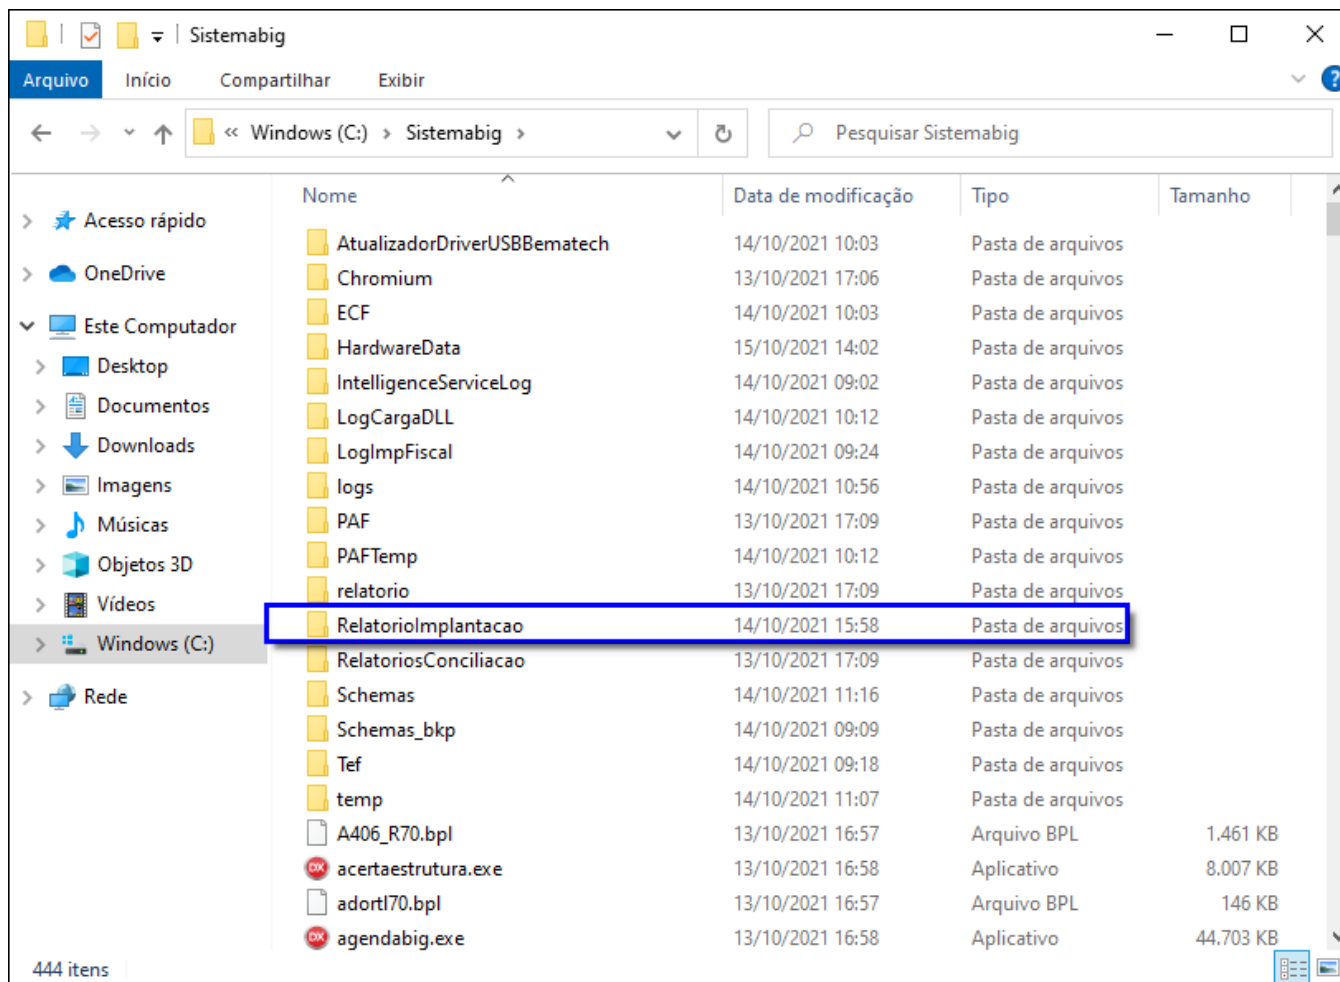 Sistemabig
Arquivo Início Compartilhar Exibir ?
« Windows (C:) › Sistemabig › Pesquisar Sistemabig
Nome Data de modificação Tipo Tamanho
Acesso rápido
OneDrive
Este Computador
Desktop
Documentos
Downloads
Imagens
Músicas
Objetos 3D
Vídeos
Windows (C:)
Rede
AtualizadorDriverUSBBematech 14/10/2021 10:03 Pasta de arquivos
Chromium 13/10/2021 17:06 Pasta de arquivos
ECF 14/10/2021 10:03 Pasta de arquivos
HardwareData 15/10/2021 14:02 Pasta de arquivos
IntelligenceServiceLog 14/10/2021 09:02 Pasta de arquivos
LogCargaDLL 14/10/2021 10:12 Pasta de arquivos
LogImpFiscal 14/10/2021 09:24 Pasta de arquivos
logs 14/10/2021 10:56 Pasta de arquivos
PAF 13/10/2021 17:09 Pasta de arquivos
PAFTemp 14/10/2021 10:12 Pasta de arquivos
relatorio 13/10/2021 17:09 Pasta de arquivos
RelatorioImplantacao 14/10/2021 15:58 Pasta de arquivos
RelatoriosConciliacao 13/10/2021 17:09 Pasta de arquivos
Schemas 14/10/2021 11:16 Pasta de arquivos
Schemas_bkp 14/10/2021 09:09 Pasta de arquivos
Tef 14/10/2021 09:18 Pasta de arquivos
temp 14/10/2021 11:07 Pasta de arquivos
A406_R70.bpl 13/10/2021 16:57 Arquivo BPL 1.461 KB
DX acertaestrutura.exe 13/10/2021 16:58 Aplicativo 8.007 KB
adortl70.bpl 13/10/2021 16:57 Arquivo BPL 146 KB
DX agendabig.exe 13/10/2021 16:58 Aplicativo 44.703 KB
444 itens